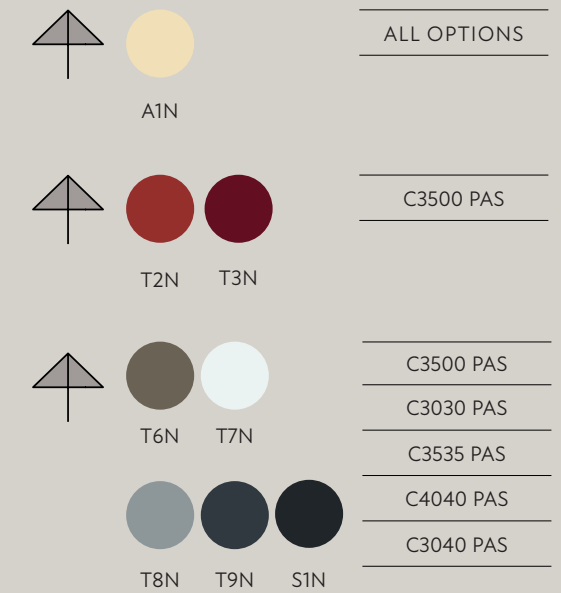 ALL OPTIONS
A1N
C3500 PAS
T2N T3N
C3500 PAS
C3030 PAS
T6N T7N
C3535 PAS
C4040 PAS
C3040 PAS
T8N T9N S1N